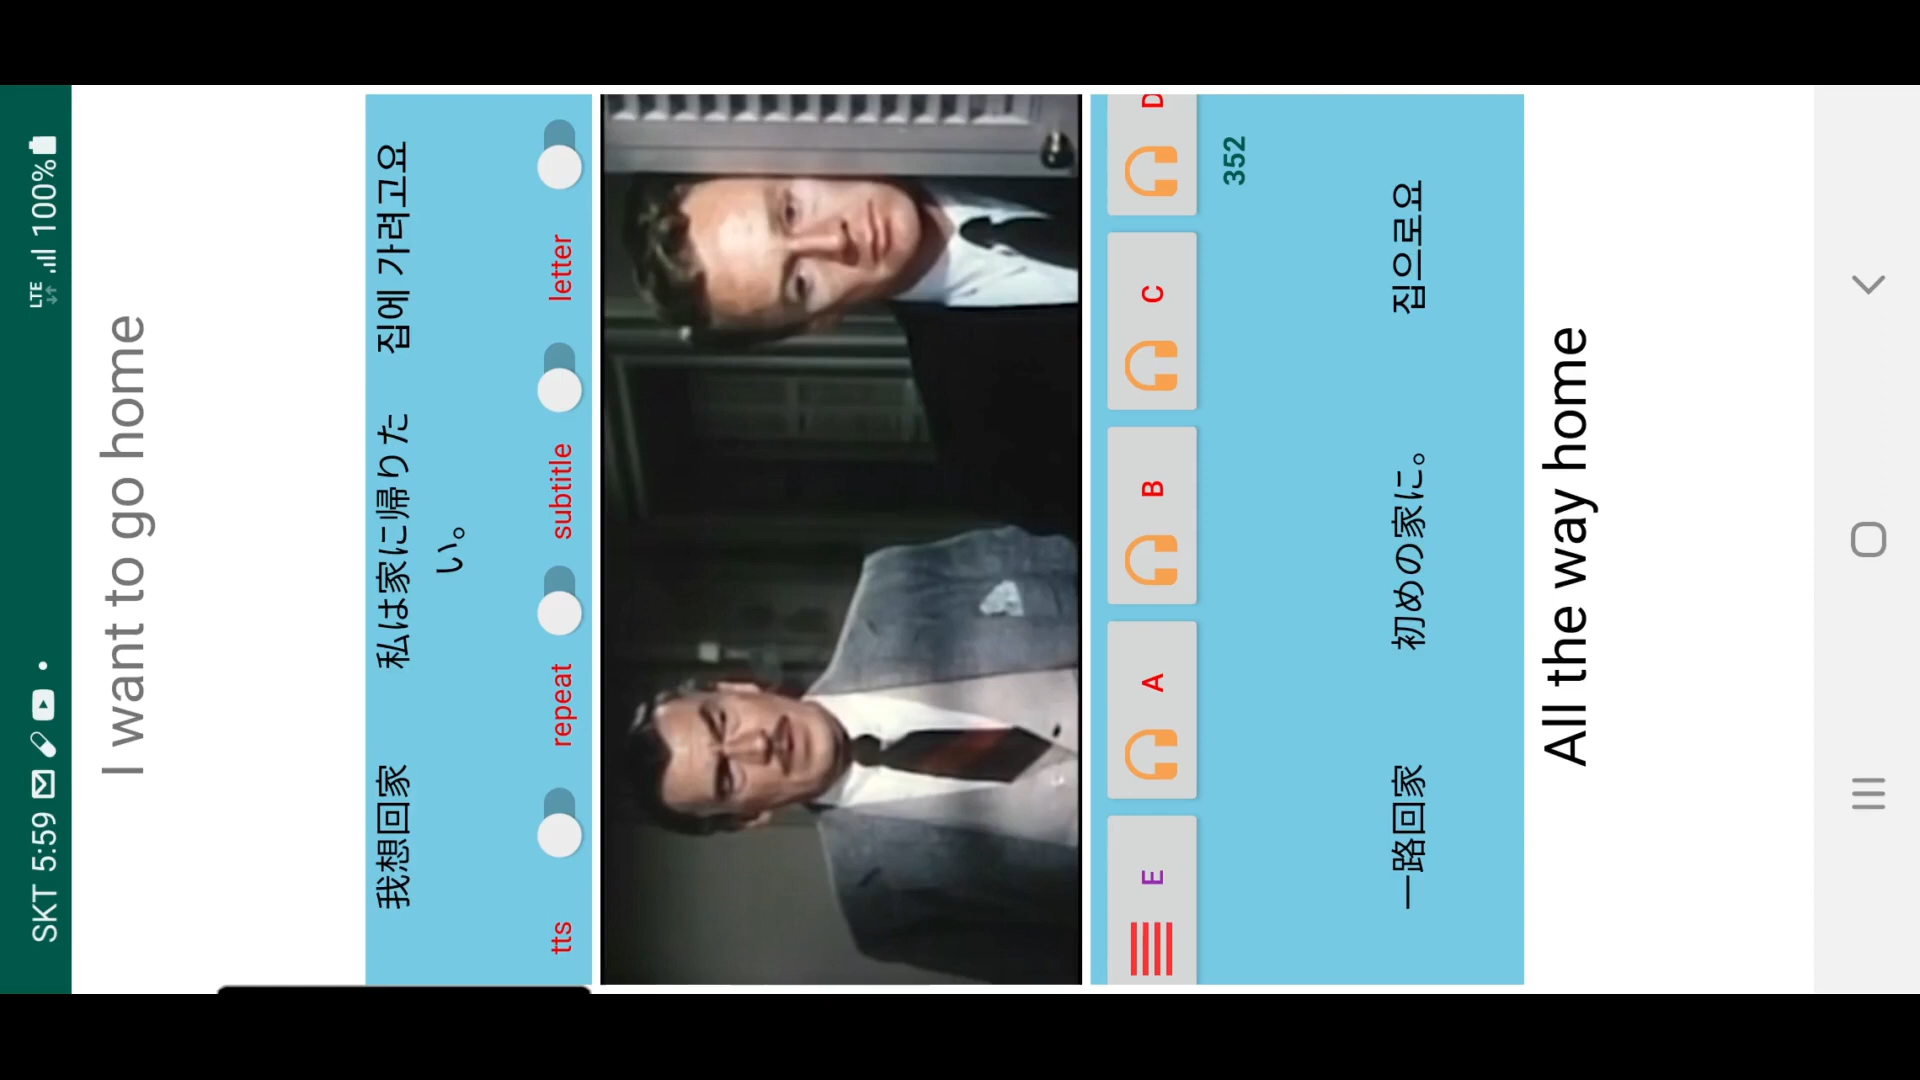 SKT 5:59
LTE
100%
I want to go home
我想回家
私は家に帰りた
い。
집에 가려고요
tts
repeat
subtitle
letter
E
A
B
C
D
352
一路回家
初めの家に。
집으로요
All the way home